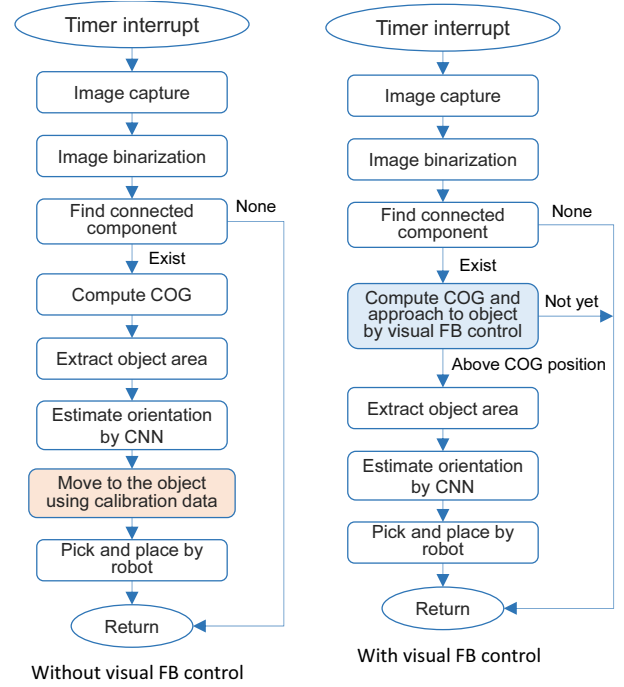 Timer interrupt
Image capture
Image binarization
Find connected
component
None
Exist
Compute COG
Extract object area
Estimate orientation
by CNN
Move to the object
using calibration data
Pick and place by
robot
Return
Without visual FB control
Timer interrupt
Image capture
Image binarization
Find connected
component
None
Exist
Compute COG and
approach to object
by visual FB control
Not yet
Above COG position
Extract object area
Estimate orientation
by CNN
Pick and place by
robot
Return
With visual FB control